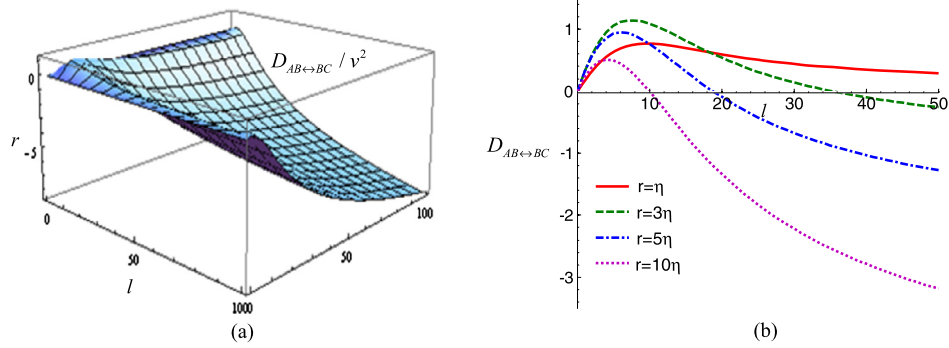 D_{AB↔BC} / v²
0
r
-5
0
50
l
1000
50
100
(a)
1
0
10
20
l
30
40
50
D_{AB↔BC}
-1
-2
-3
r=η
r=3η
r=5η
r=10η
(b)